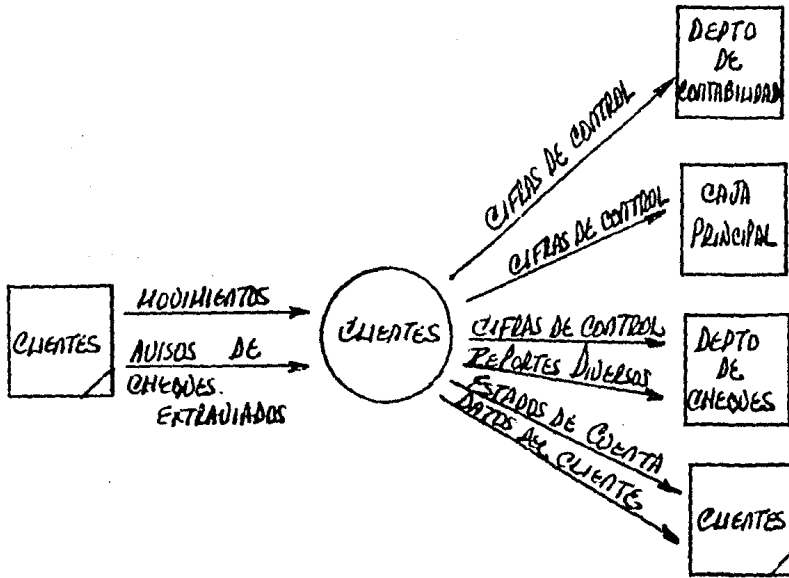 CLIENTES
MOVIMIENTOS
AVISOS DE
CHEQUES.
EXTRAVIADOS
CLIENTES
CIFRAS DE CONTROL
DEPTO
DE
CONTABILIDAD
CIFRAS DE CONTROL
CAJA
PRINCIPAL
CIFRAS DE CONTROL
REPORTES DIVERSOS
DEPTO
DE
CHEQUES
ESTADOS DE CUENTA
DATOS DEL CLIENTE
CLIENTES